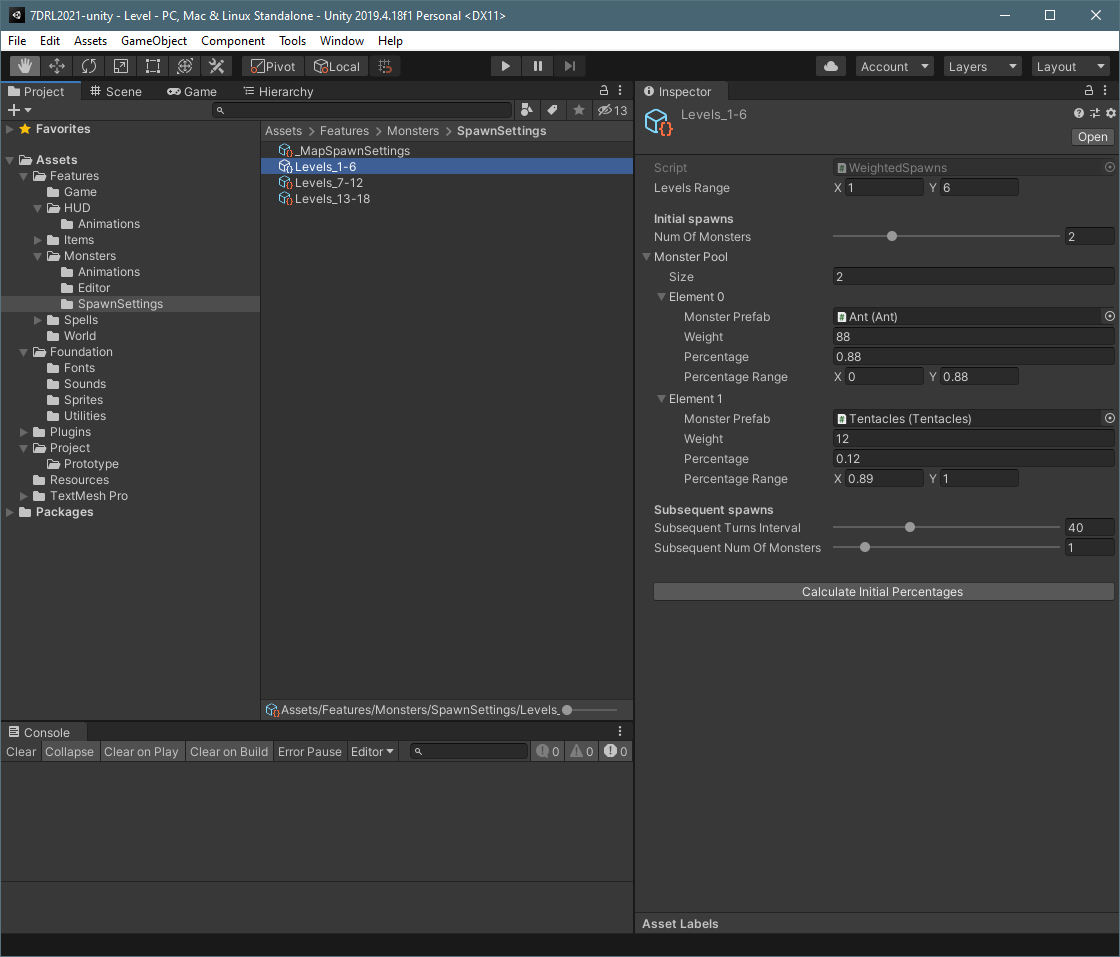 7DRL2021-unity - Level - PC, Mac & Linux Standalone - Unity 2019.4.18f1 Personal <DX11>
File Edit Assets GameObject Component Tools Window Help
Pivot Local Account Layers Layout
Project Scene Game Hierarchy
13
Favorites
Assets
Features
Game
HUD
Animations
Items
Monsters
Animations
Editor
SpawnSettings
Spells
World
Foundation
Fonts
Sounds
Sprites
Utilities
Plugins
Project
Prototype
Resources
TextMesh Pro
Packages
Assets > Features > Monsters > SpawnSettings
_MapSpawnSettings
Levels_1-6
Levels_7-12
Levels_13-18
Assets/Features/Monsters/SpawnSettings/Levels_
Console
Clear Collapse Clear on Play Clear on Build Error Pause Editor 0 0 0
Inspector
Levels_1-6
Open
Script WeightedSpawns
Levels Range X 1 Y 6
Initial spawns
Num Of Monsters 2
Monster Pool
Size 2
Element 0
Monster Prefab Ant (Ant)
Weight 88
Percentage 0.88
Percentage Range X 0 Y 0.88
Element 1
Monster Prefab Tentacles (Tentacles)
Weight 12
Percentage 0.12
Percentage Range X 0.89 Y 1
Subsequent spawns
Subsequent Turns Interval 40
Subsequent Num Of Monsters 1
Calculate Initial Percentages
Asset Labels